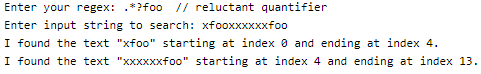 Enter your regex: .*?foo  // reluctant quantifier
Enter input string to search: xfooxxxxxxfoo
I found the text "xfoo" starting at index 0 and ending at index 4.
I found the text "xxxxxxfoo" starting at index 4 and ending at index 13.